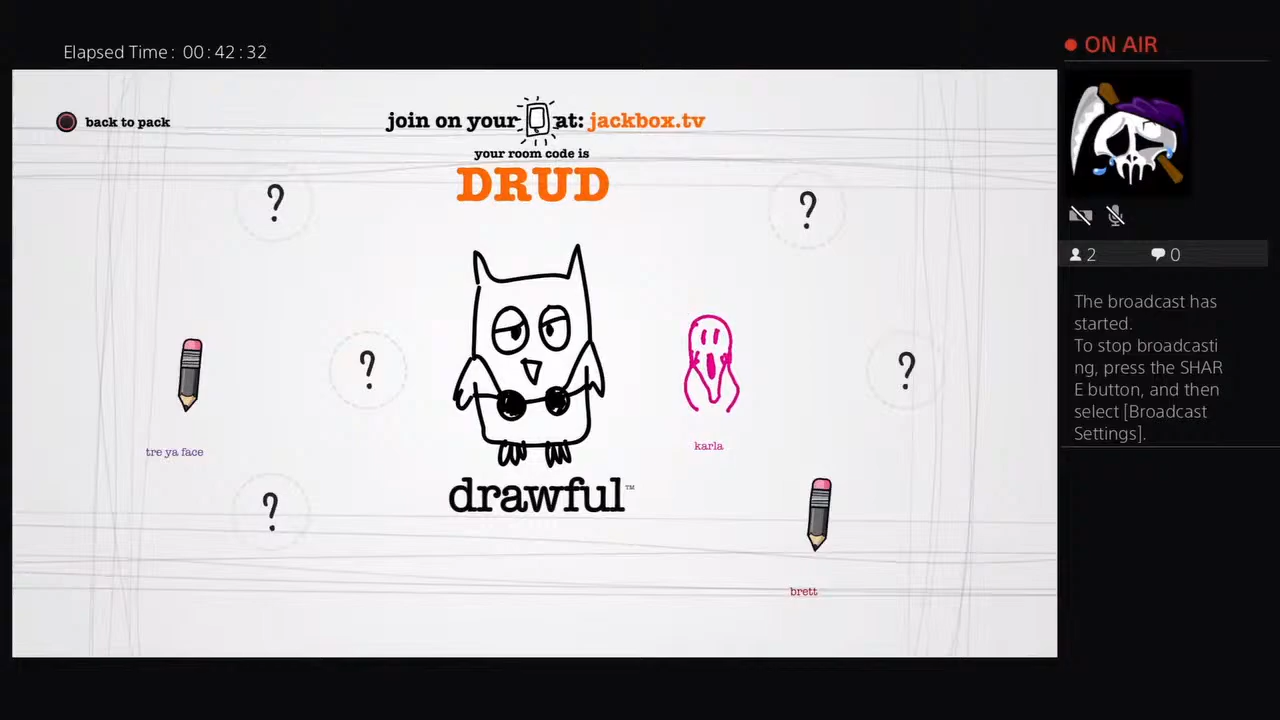 Elapsed Time: 00:42:32
ON AIR
back to pack
join on your at: jackbox.tv
your room code is
DRUD
?
?
2
0
The broadcast has
started.
To stop broadcasti
ng, press the SHAR
E button, and then
select [Broadcast
Settings].
?
?
tre ya face
karla
?
drawful™
brett